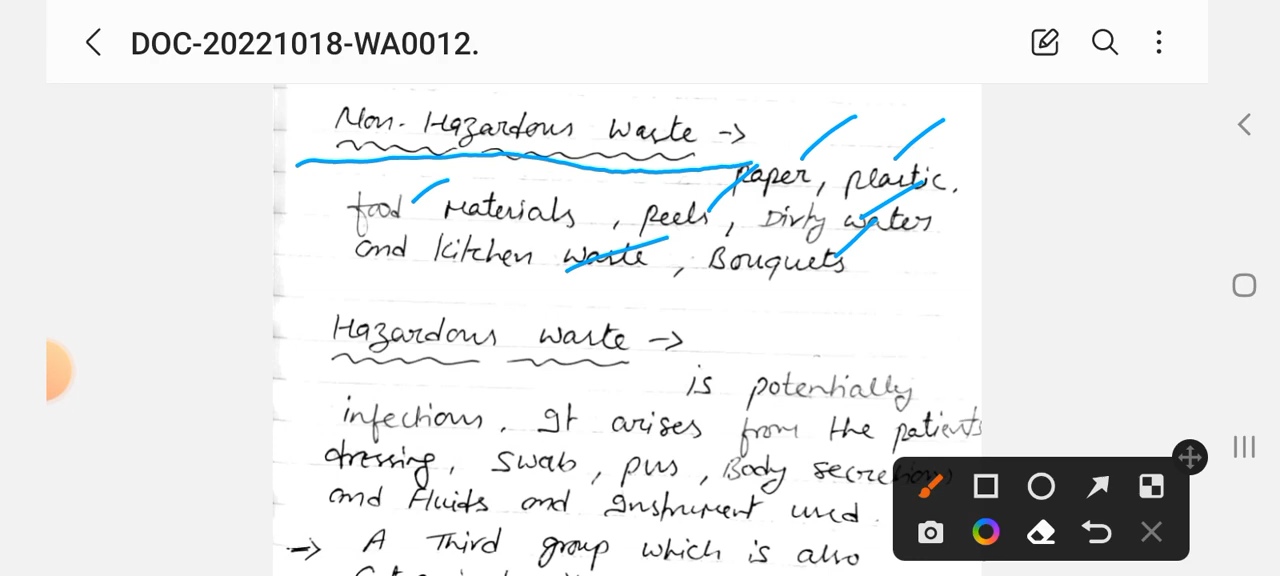 DOC-20221018-WA0012.
Non-Hazardous waste ->
paper, plastic.
food materials, peels, Dirty water
and kitchen waste, Bouquets
Hazardous waste ->
is potentially
infectious. It arises from the patients
dressing, swab, pus, Body secretions
and Fluids and Instrument used.
-> A Third group which is also